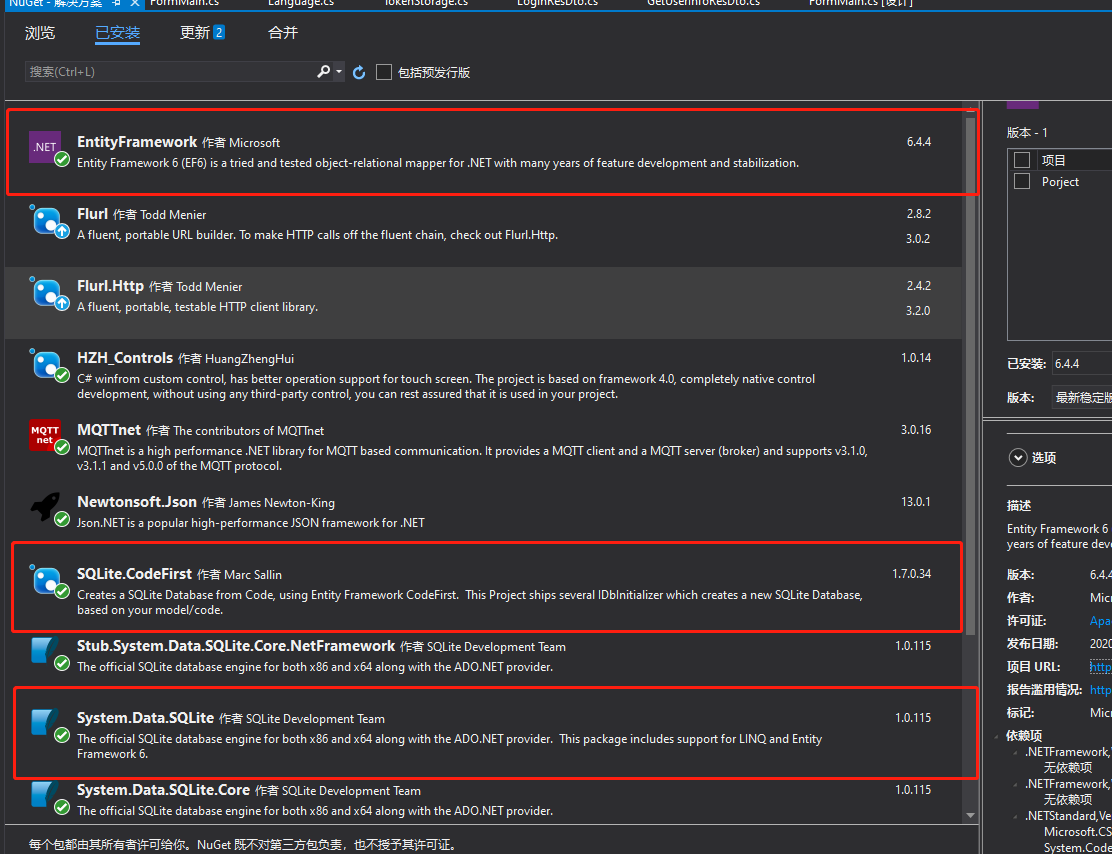 NuGet - 解决方案
FormMain.cs
Language.cs
TokenStorage.cs
LoginResDto.cs
GetUserInfoResDto.cs
FormMain.cs [设计]
浏览
已安装
更新 2
合并
搜索(Ctrl+L)
包括预发行版
.NET
EntityFramework 作者 Microsoft
6.4.4
Entity Framework 6 (EF6) is a tried and tested object-relational mapper for .NET with many years of feature development and stabilization.
Flurl 作者 Todd Menier
2.8.2
A fluent, portable URL builder. To make HTTP calls off the fluent chain, check out Flurl.Http.
3.0.2
Flurl.Http 作者 Todd Menier
2.4.2
A fluent, portable, testable HTTP client library.
3.2.0
HZH_Controls 作者 HuangZhengHui
1.0.14
C# winfrom custom control, has better operation support for touch screen. The project is based on framework 4.0, completely native control
development, without using any third-party control, you can rest assured that it is used in your project.
MQTT
net
MQTTnet 作者 The contributors of MQTTnet
3.0.16
MQTTnet is a high performance .NET library for MQTT based communication. It provides a MQTT client and a MQTT server (broker) and supports v3.1.0,
v3.1.1 and v5.0.0 of the MQTT protocol.
Newtonsoft.Json 作者 James Newton-King
13.0.1
Json.NET is a popular high-performance JSON framework for .NET
SQLite.CodeFirst 作者 Marc Sallin
1.7.0.34
Creates a SQLite Database from Code, using Entity Framework CodeFirst. This Project ships several IDbInitializer which creates a new SQLite Database,
based on your model/code.
Stub.System.Data.SQLite.Core.NetFramework 作者 SQLite Development Team
1.0.115
The official SQLite database engine for both x86 and x64 along with the ADO.NET provider.
System.Data.SQLite 作者 SQLite Development Team
1.0.115
The official SQLite database engine for both x86 and x64 along with the ADO.NET provider. This package includes support for LINQ and Entity
Framework 6.
System.Data.SQLite.Core 作者 SQLite Development Team
1.0.115
The official SQLite database engine for both x86 and x64 along with the ADO.NET provider.
每个包都由其所有者许可给你。NuGet 既不对第三方包负责，也不授予其许可证。
版本 - 1
项目
Porject
已安装: 6.4.4
版本: 最新稳定版
选项
描述
Entity Framework 6
years of feature deve
版本: 6.4.4
作者: Micr
许可证: Apa
发布日期: 2020
项目 URL: http
报告滥用情况: http
标记: Micr
依赖项
.NETFramework,
无依赖项
.NETFramework,
无依赖项
.NETStandard,Ve
Microsoft.CS
System.Code